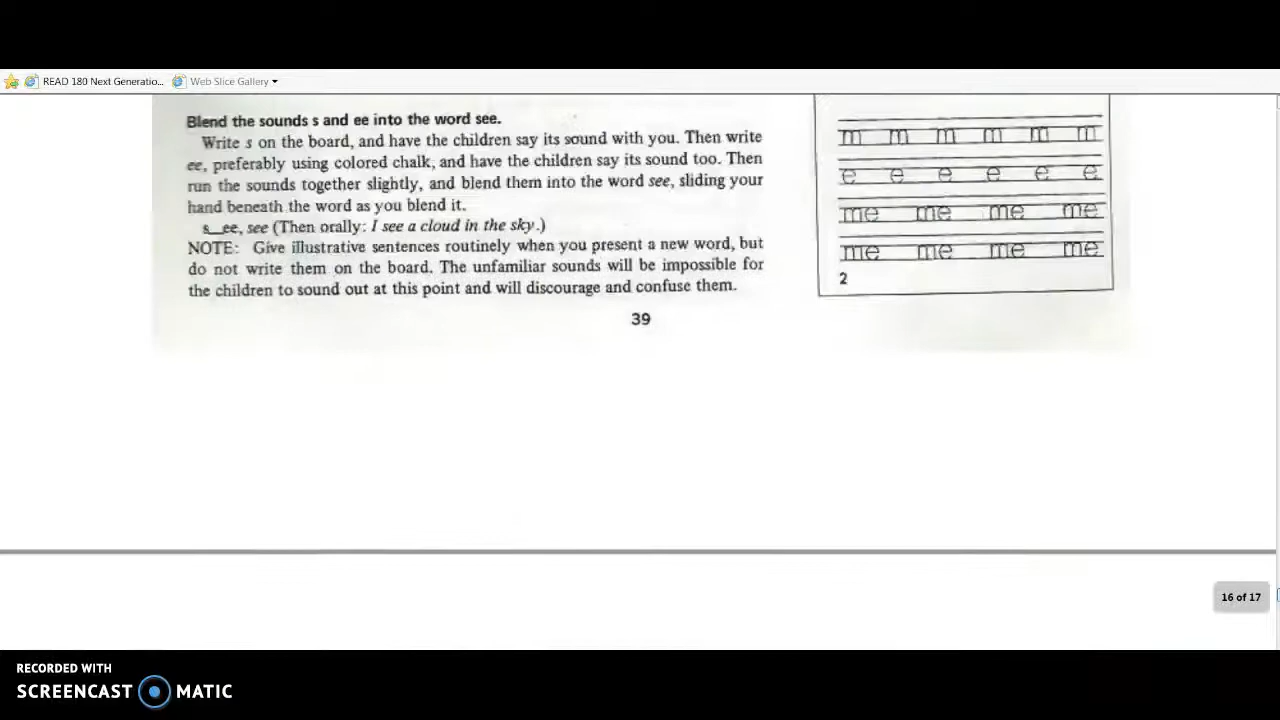 READ 180 Next Generatio... Web Slice Gallery
Blend the sounds s and ee into the word see.
Write s on the board, and have the children say its sound with you. Then write
ee, preferably using colored chalk, and have the children say its sound too. Then
run the sounds together slightly, and blend them into the word see, sliding your
hand beneath the word as you blend it.
s__ee, see (Then orally: I see a cloud in the sky.)
NOTE: Give illustrative sentences routinely when you present a new word, but
do not write them on the board. The unfamiliar sounds will be impossible for
the children to sound out at this point and will discourage and confuse them.
39
m m m m m m
e e e e e e
me me me me
me me me me
2
16 of 17
RECORDED WITH
SCREENCAST MATIC